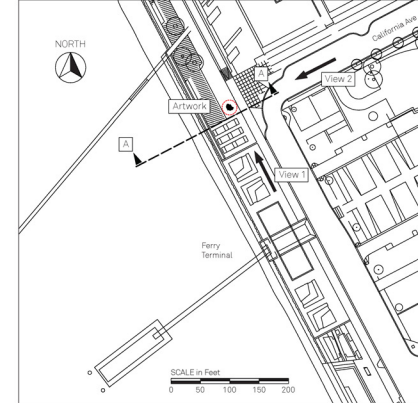 NORTH
California Ave
A
View 2
Artwork
A
View 1
Ferry
Terminal
SCALE in Feet
0 50 100 150 200